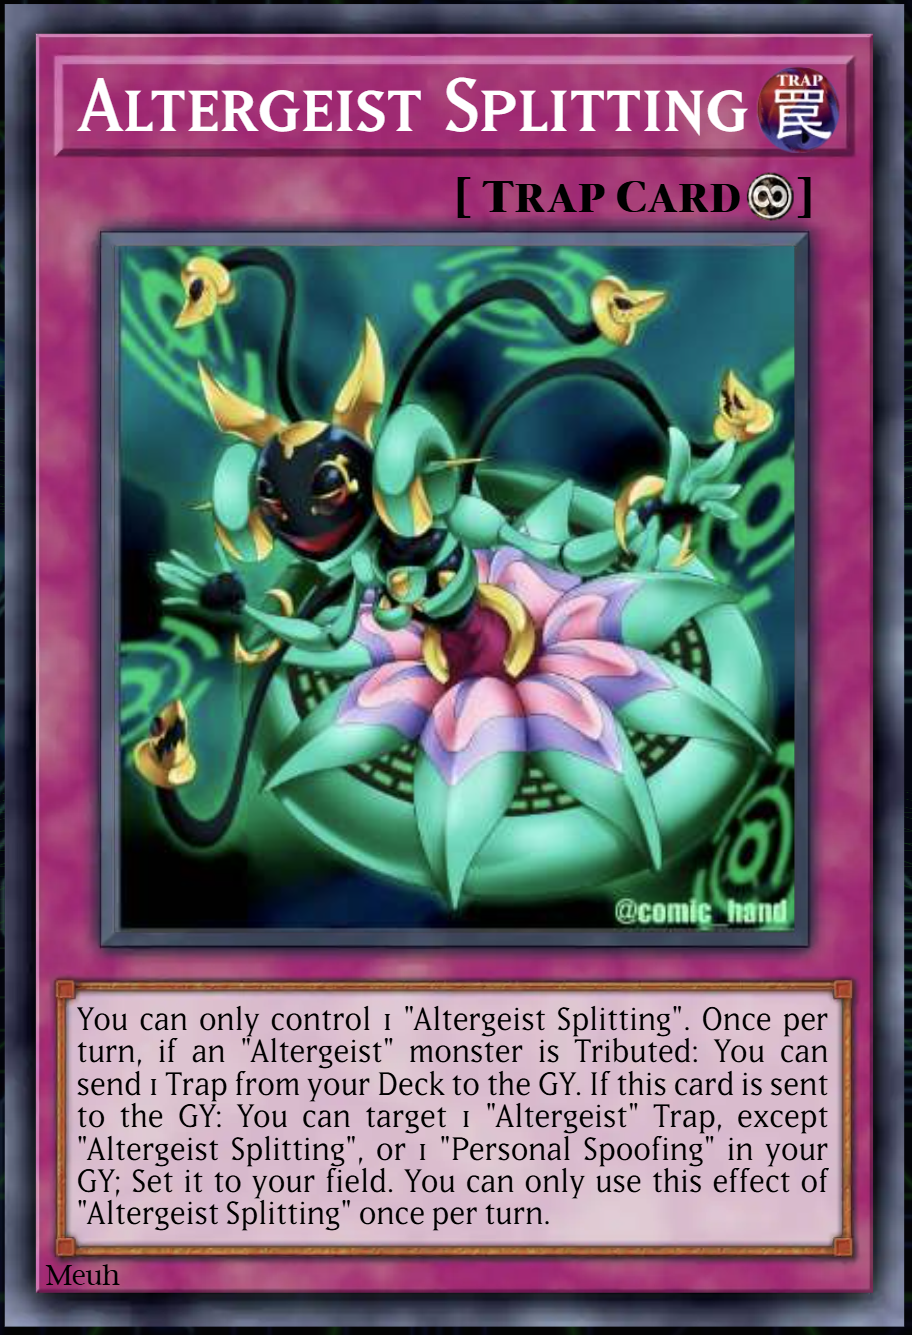 Altergeist Splitting
TRAP
罠
[ Trap Card ]
@comic_hand
You can only control 1 "Altergeist Splitting". Once per
turn, if an "Altergeist" monster is Tributed: You can
send 1 Trap from your Deck to the GY. If this card is sent
to the GY: You can target 1 "Altergeist" Trap, except
"Altergeist Splitting", or 1 "Personal Spoofing" in your
GY; Set it to your field. You can only use this effect of
"Altergeist Splitting" once per turn.
Meuh